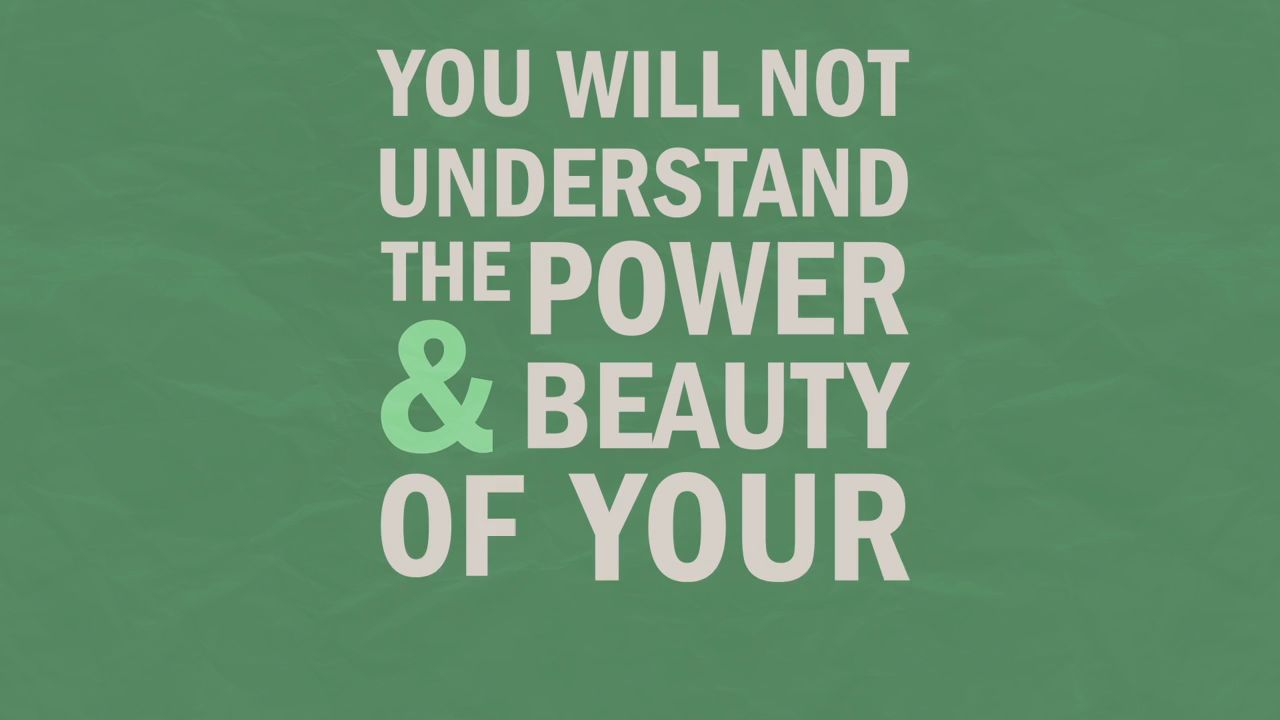 YOU WILL NOT
UNDERSTAND
THE POWER
& BEAUTY
OF YOUR